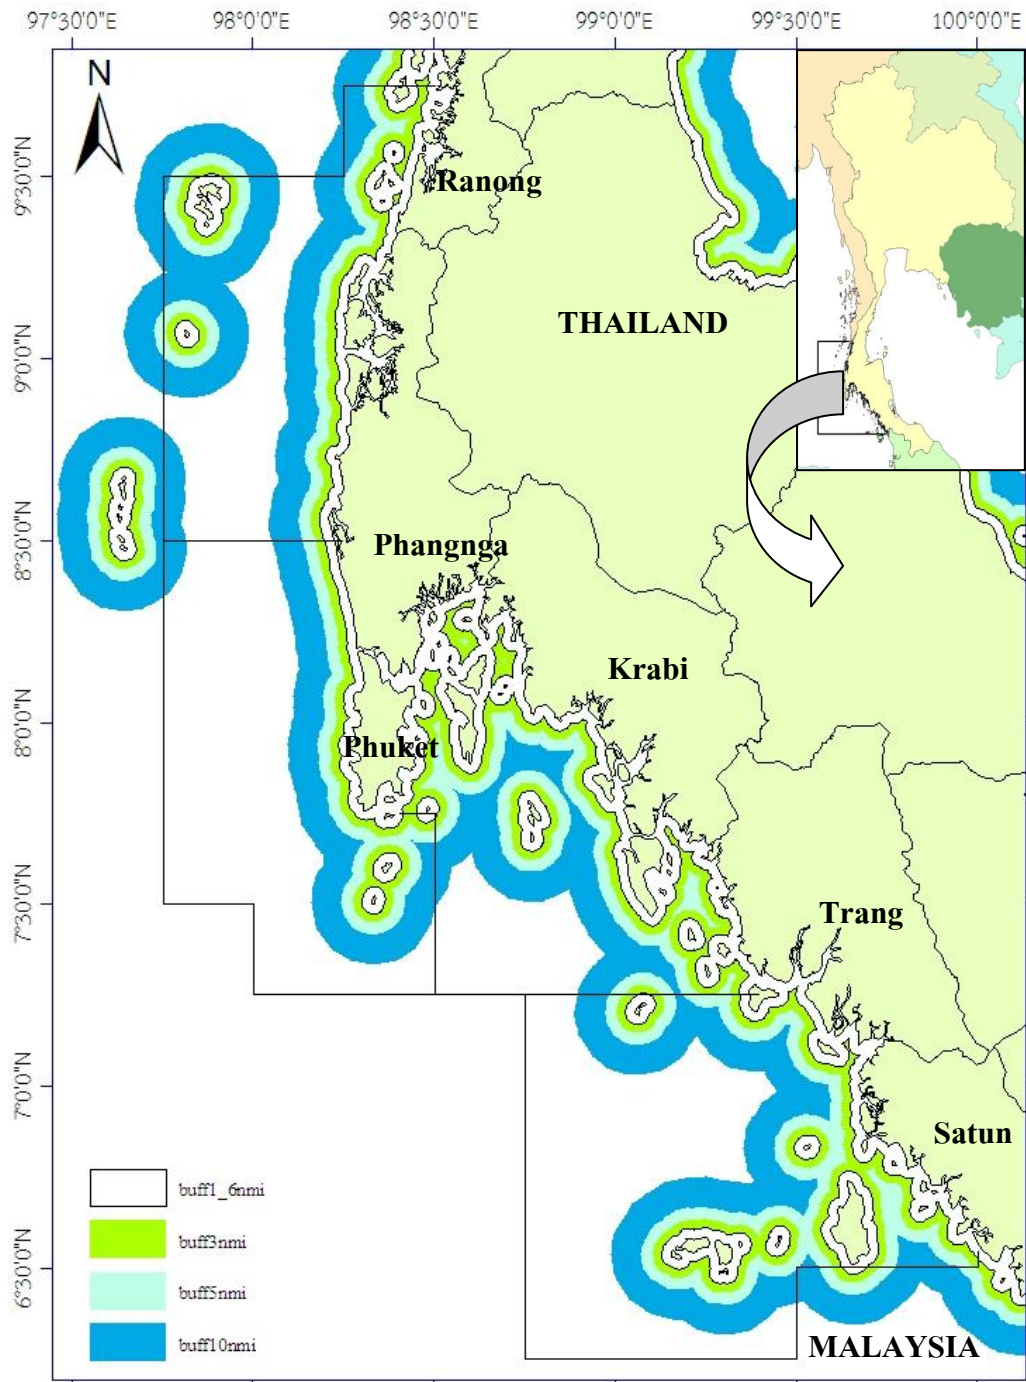 97°30'0"E 98°0'0"E 98°30'0"E 99°0'0"E 99°30'0"E 100°0'0"E
N
9°30'0"N
Ranong
THAILAND
9°0'0"N
8°30'0"N
Phangnga
Krabi
8°0'0"N
Phuket
7°30'0"N
Trang
7°0'0"N
Satun
buff1_6nmi
buff3nmi
6°30'0"N
buff5nmi
buff10nmi
MALAYSIA